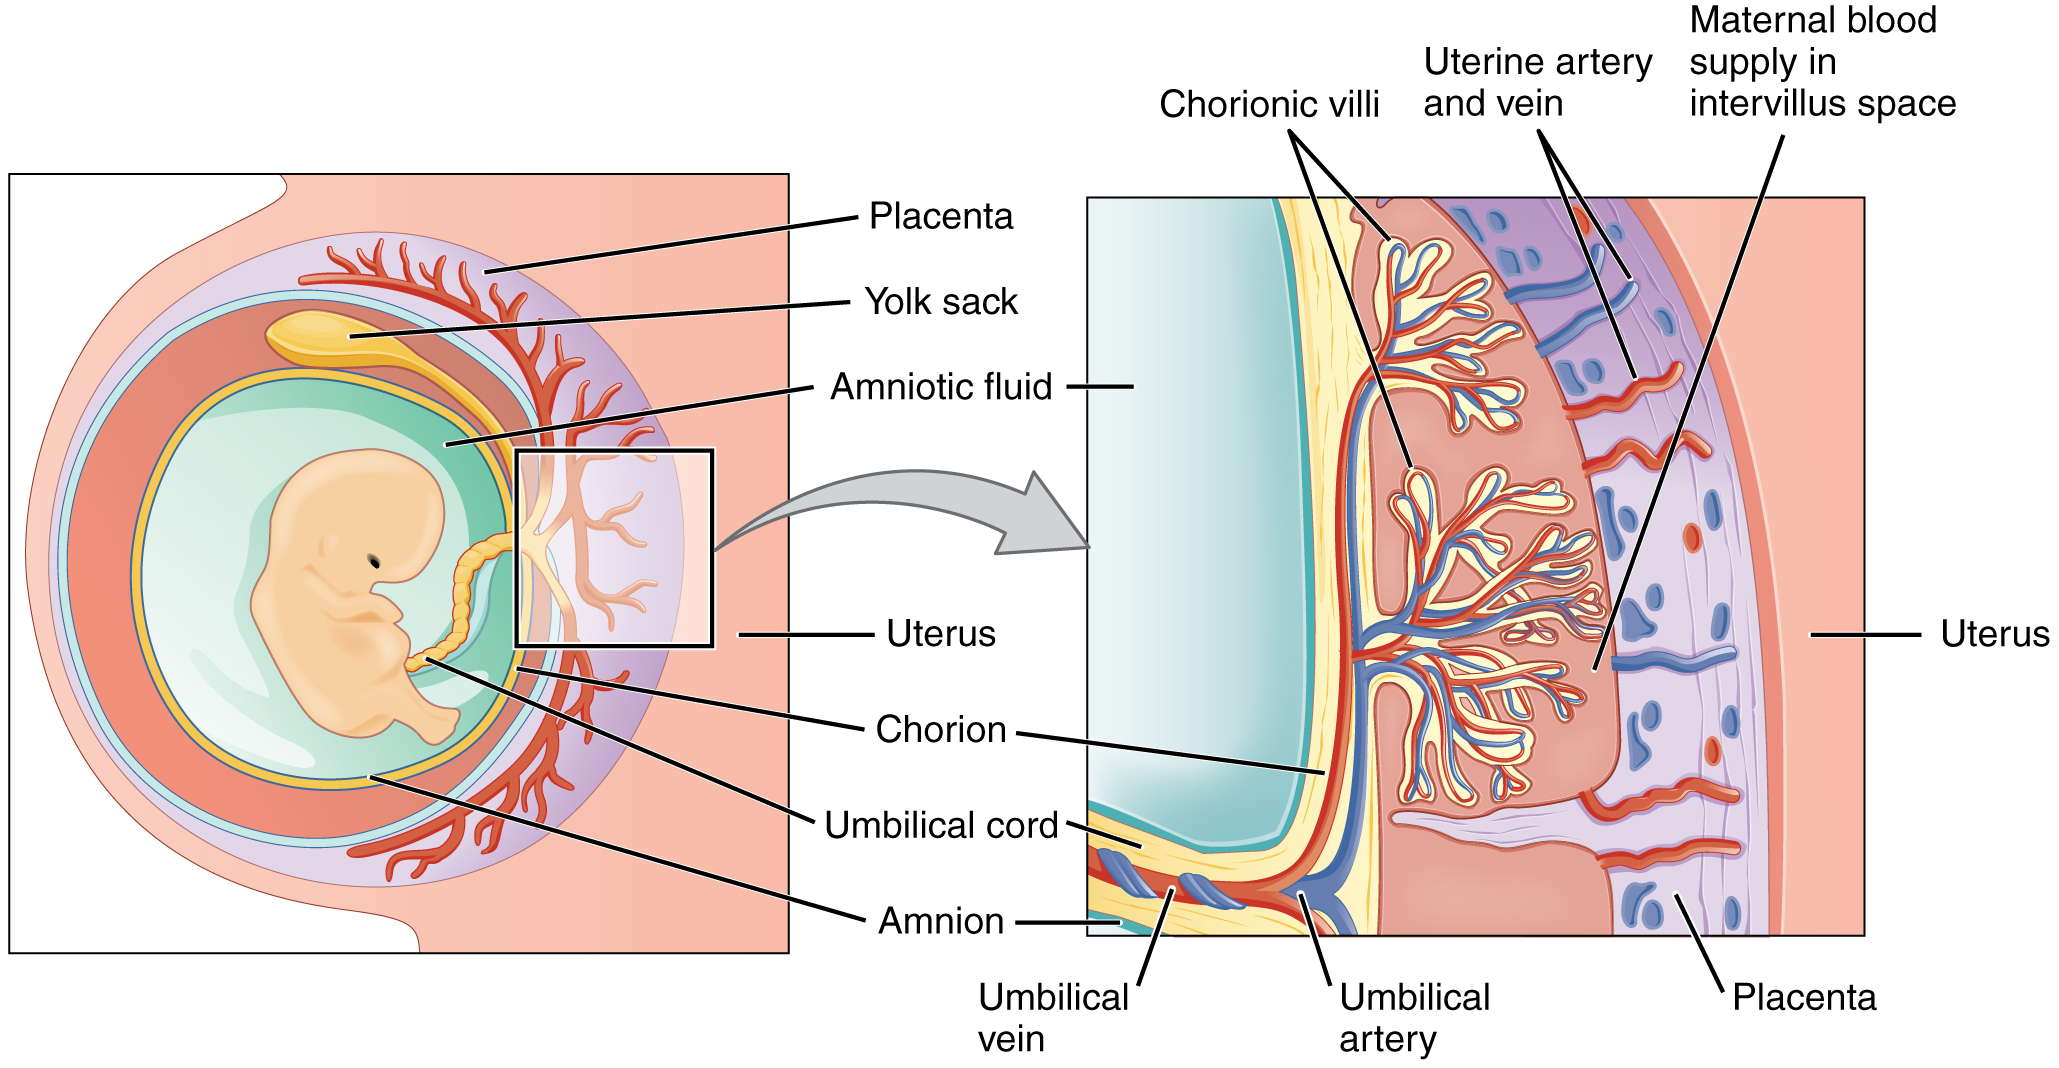 Maternal blood
supply in
intervillus space
Uterine artery
and vein
Chorionic villi
Placenta
Yolk sack
Amniotic fluid
Uterus
Uterus
Chorion
Umbilical cord
Amnion
Umbilical
vein
Umbilical
artery
Placenta